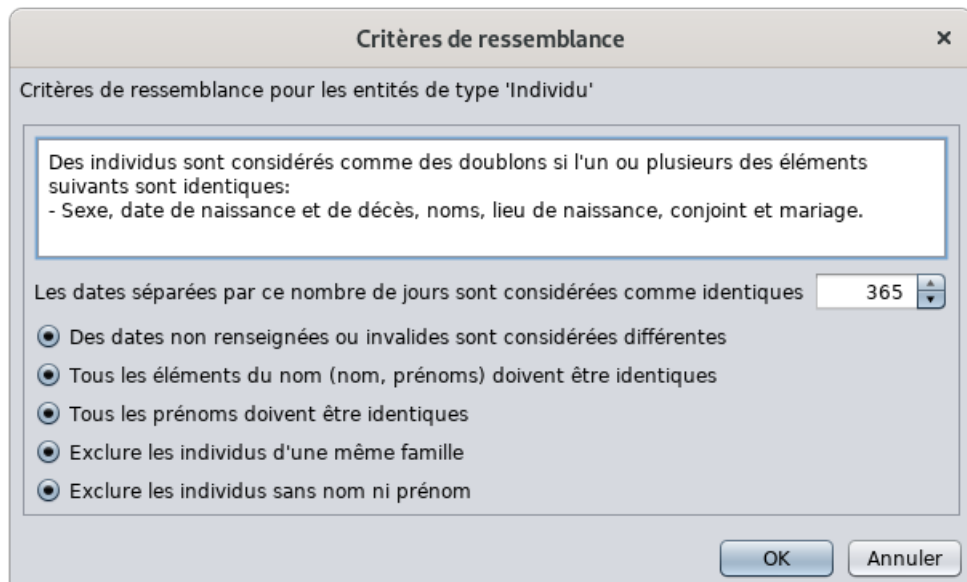 Critères de ressemblance
Critères de ressemblance pour les entités de type 'Individu'
Des individus sont considérés comme des doublons si l'un ou plusieurs des éléments
suivants sont identiques:
- Sexe, date de naissance et de décès, noms, lieu de naissance, conjoint et mariage.
Les dates séparées par ce nombre de jours sont considérées comme identiques 365
Des dates non renseignées ou invalides sont considérées différentes
Tous les éléments du nom (nom, prénoms) doivent être identiques
Tous les prénoms doivent être identiques
Exclure les individus d'une même famille
Exclure les individus sans nom ni prénom
OK Annuler